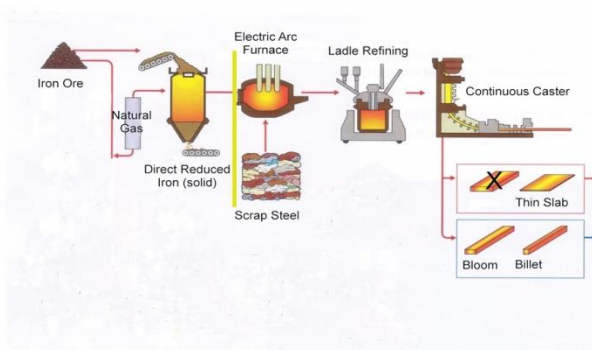 Iron Ore
Natural
Gas
Direct Reduced
Iron (solid)
Electric Arc
Furnace
Scrap Steel
Ladle Refining
Continuous Caster
X
Thin Slab
Bloom
Billet